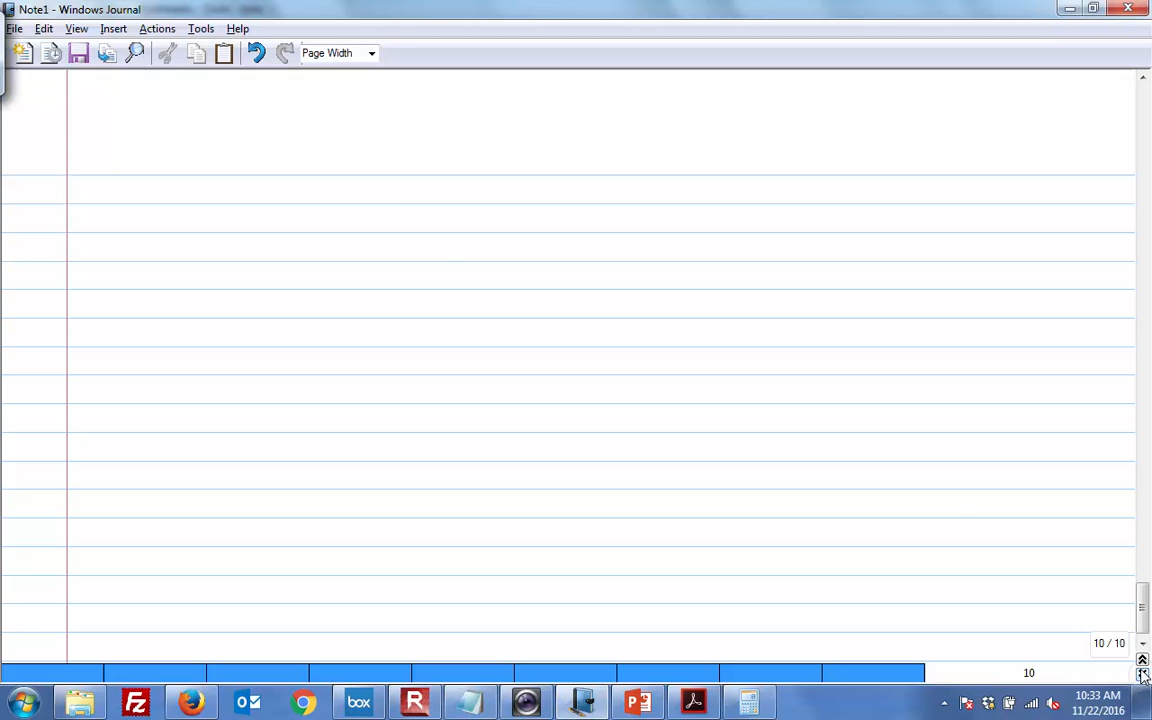 Note1 - Windows Journal
File Edit View Insert Actions Tools Help
Page Width
10 / 10
10
box
10:33 AM
11/22/2016